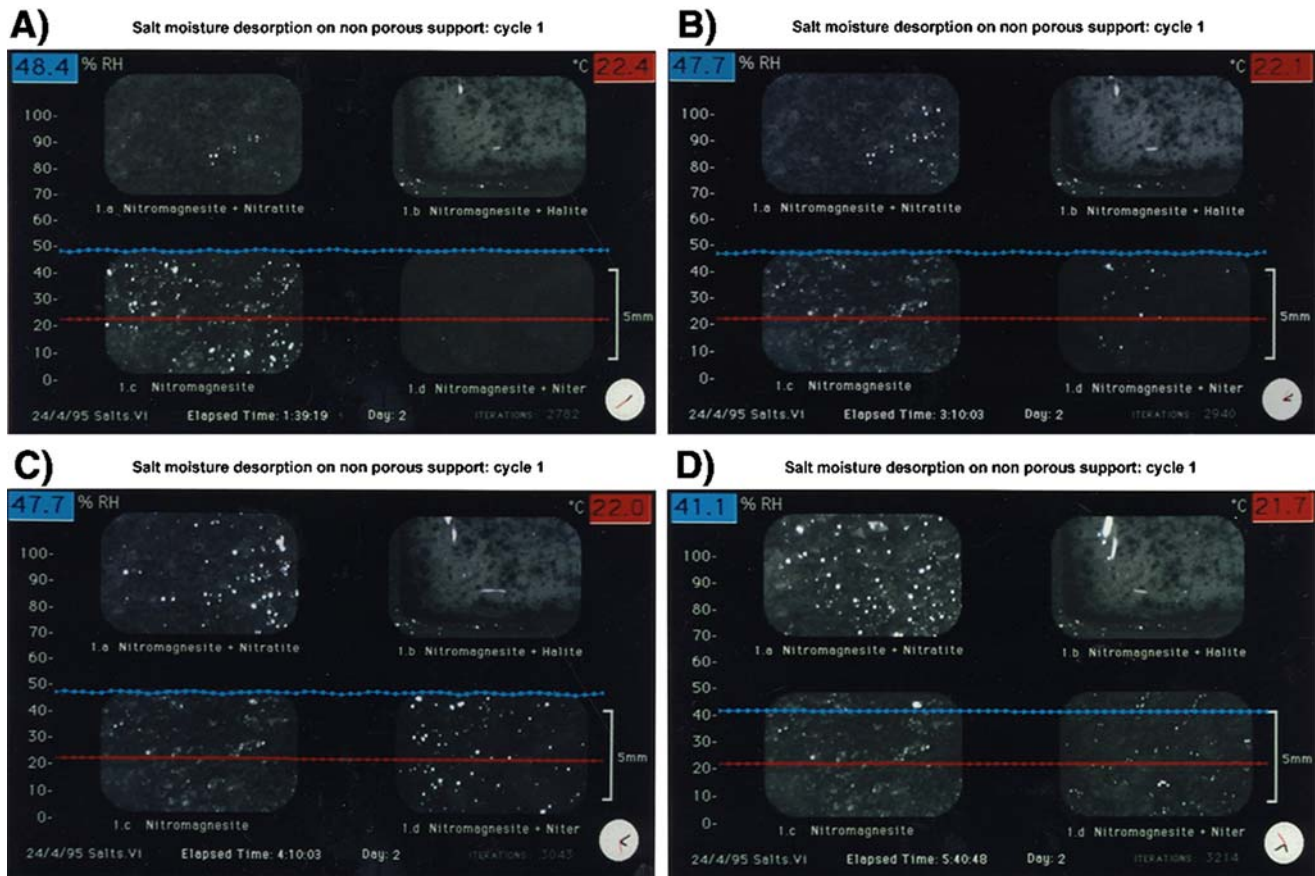 A)
Salt moisture desorption on non porous support: cycle 1
48.4 % RH °C 22.4
100-
90-
80-
70-
1.a Nitromagnesite + Nitratite 1.b Nitromagnesite + Halite
60-
50-
40-
30-
20-
10-
0-
5mm
1.c Nitromagnesite 1.d Nitromagnesite + Niter
24/4/95 Salts.VI Elapsed Time: 1:39:19 Day: 2 ITERATIONS: 2782
B)
Salt moisture desorption on non porous support: cycle 1
47.7 % RH °C 22.1
100-
90-
80-
70-
1.a Nitromagnesite + Nitratite 1.b Nitromagnesite + Halite
60-
50-
40-
30-
20-
10-
0-
5mm
1.c Nitromagnesite 1.d Nitromagnesite + Niter
24/4/95 Salts.VI Elapsed Time: 3:10:03 Day: 2 ITERATIONS: 2940
C)
Salt moisture desorption on non porous support: cycle 1
47.7 % RH °C 22.0
100-
90-
80-
70-
1.a Nitromagnesite + Nitratite 1.b Nitromagnesite + Halite
60-
50-
40-
30-
20-
10-
0-
5mm
1.c Nitromagnesite 1.d Nitromagnesite + Niter
24/4/95 Salts.VI Elapsed Time: 4:10:03 Day: 2 ITERATIONS: 3043
D)
Salt moisture desorption on non porous support: cycle 1
41.1 % RH °C 21.7
100-
90-
80-
70-
1.a Nitromagnesite + Nitratite 1.b Nitromagnesite + Halite
60-
50-
40-
30-
20-
10-
0-
5mm
1.c Nitromagnesite 1.d Nitromagnesite + Niter
24/4/95 Salts.VI Elapsed Time: 5:40:48 Day: 2 ITERATIONS: 3214